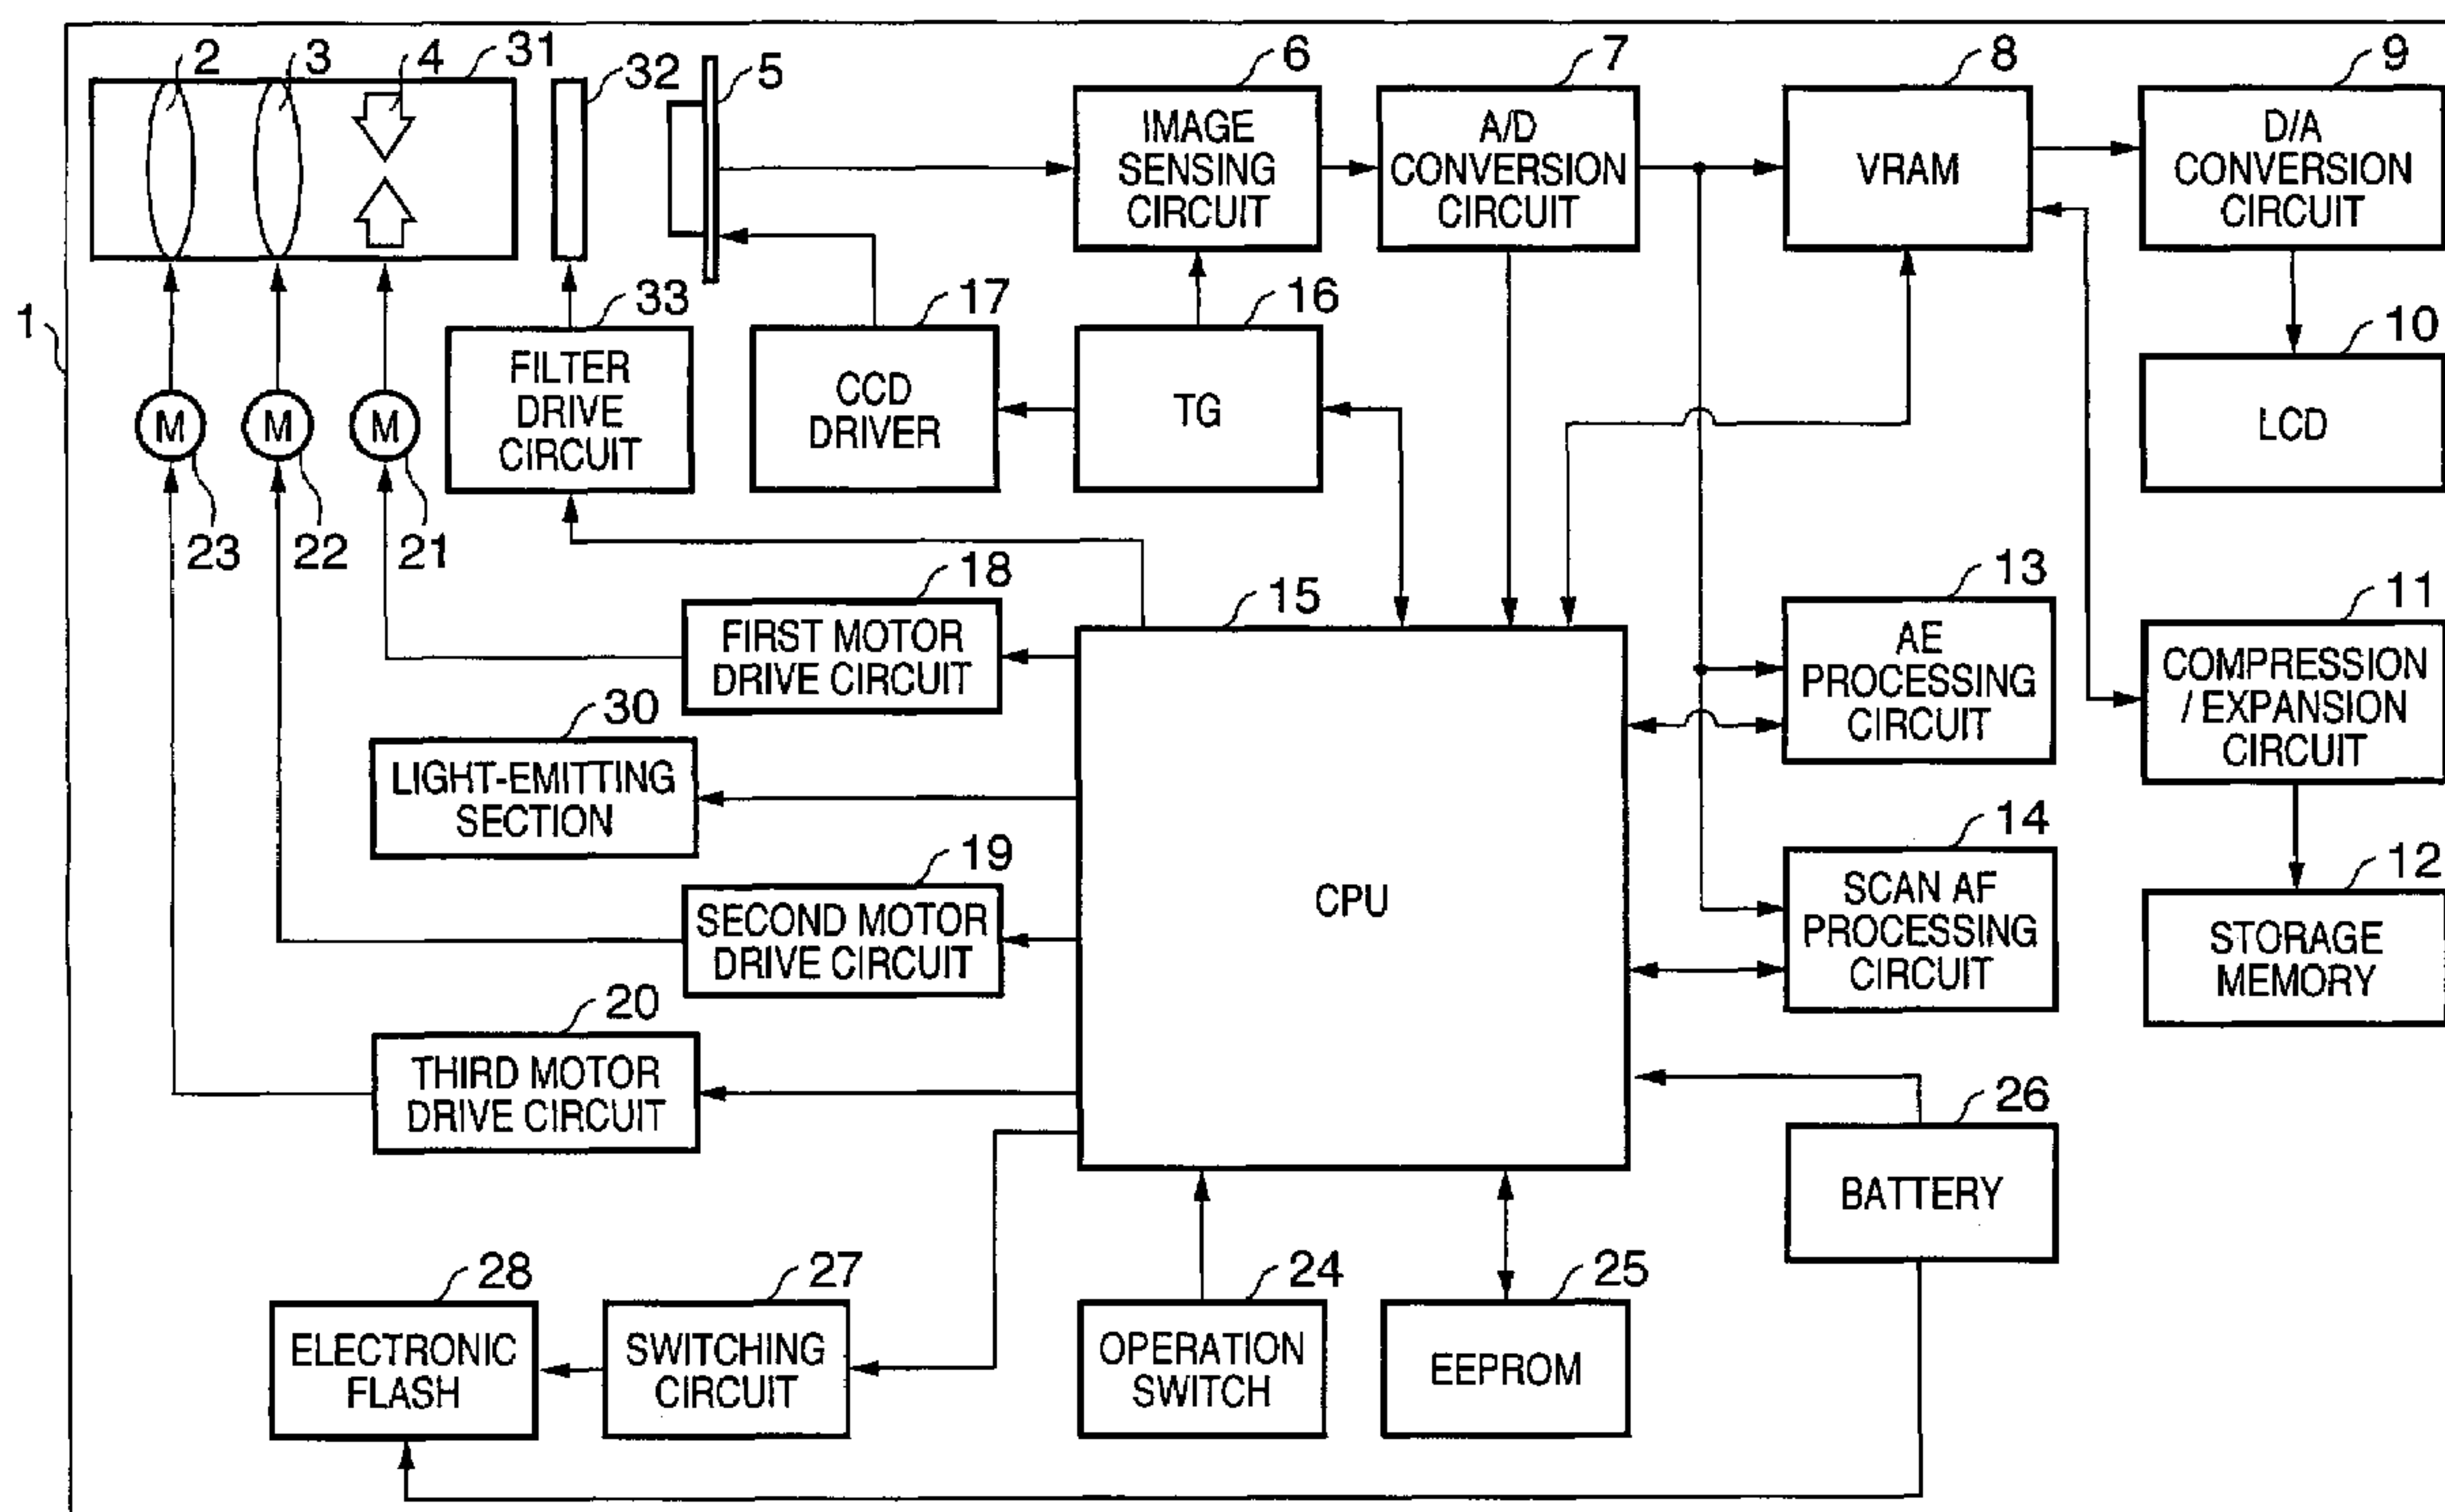 1
2
3
4
31
32
5
6
IMAGE
SENSING
CIRCUIT
7
A/D
CONVERSION
CIRCUIT
8
VRAM
9
D/A
CONVERSION
CIRCUIT
33
FILTER
DRIVE
CIRCUIT
17
CCD
DRIVER
16
TG
10
LCD
M
M
M
23
22
21
18
FIRST MOTOR
DRIVE CIRCUIT
15
CPU
13
AE
PROCESSING
CIRCUIT
11
COMPRESSION
/ EXPANSION
CIRCUIT
30
LIGHT-EMITTING
SECTION
19
SECOND MOTOR
DRIVE CIRCUIT
14
SCAN AF
PROCESSING
CIRCUIT
12
STORAGE
MEMORY
20
THIRD MOTOR
DRIVE CIRCUIT
26
BATTERY
28
ELECTRONIC
FLASH
27
SWITCHING
CIRCUIT
24
OPERATION
SWITCH
25
EEPROM